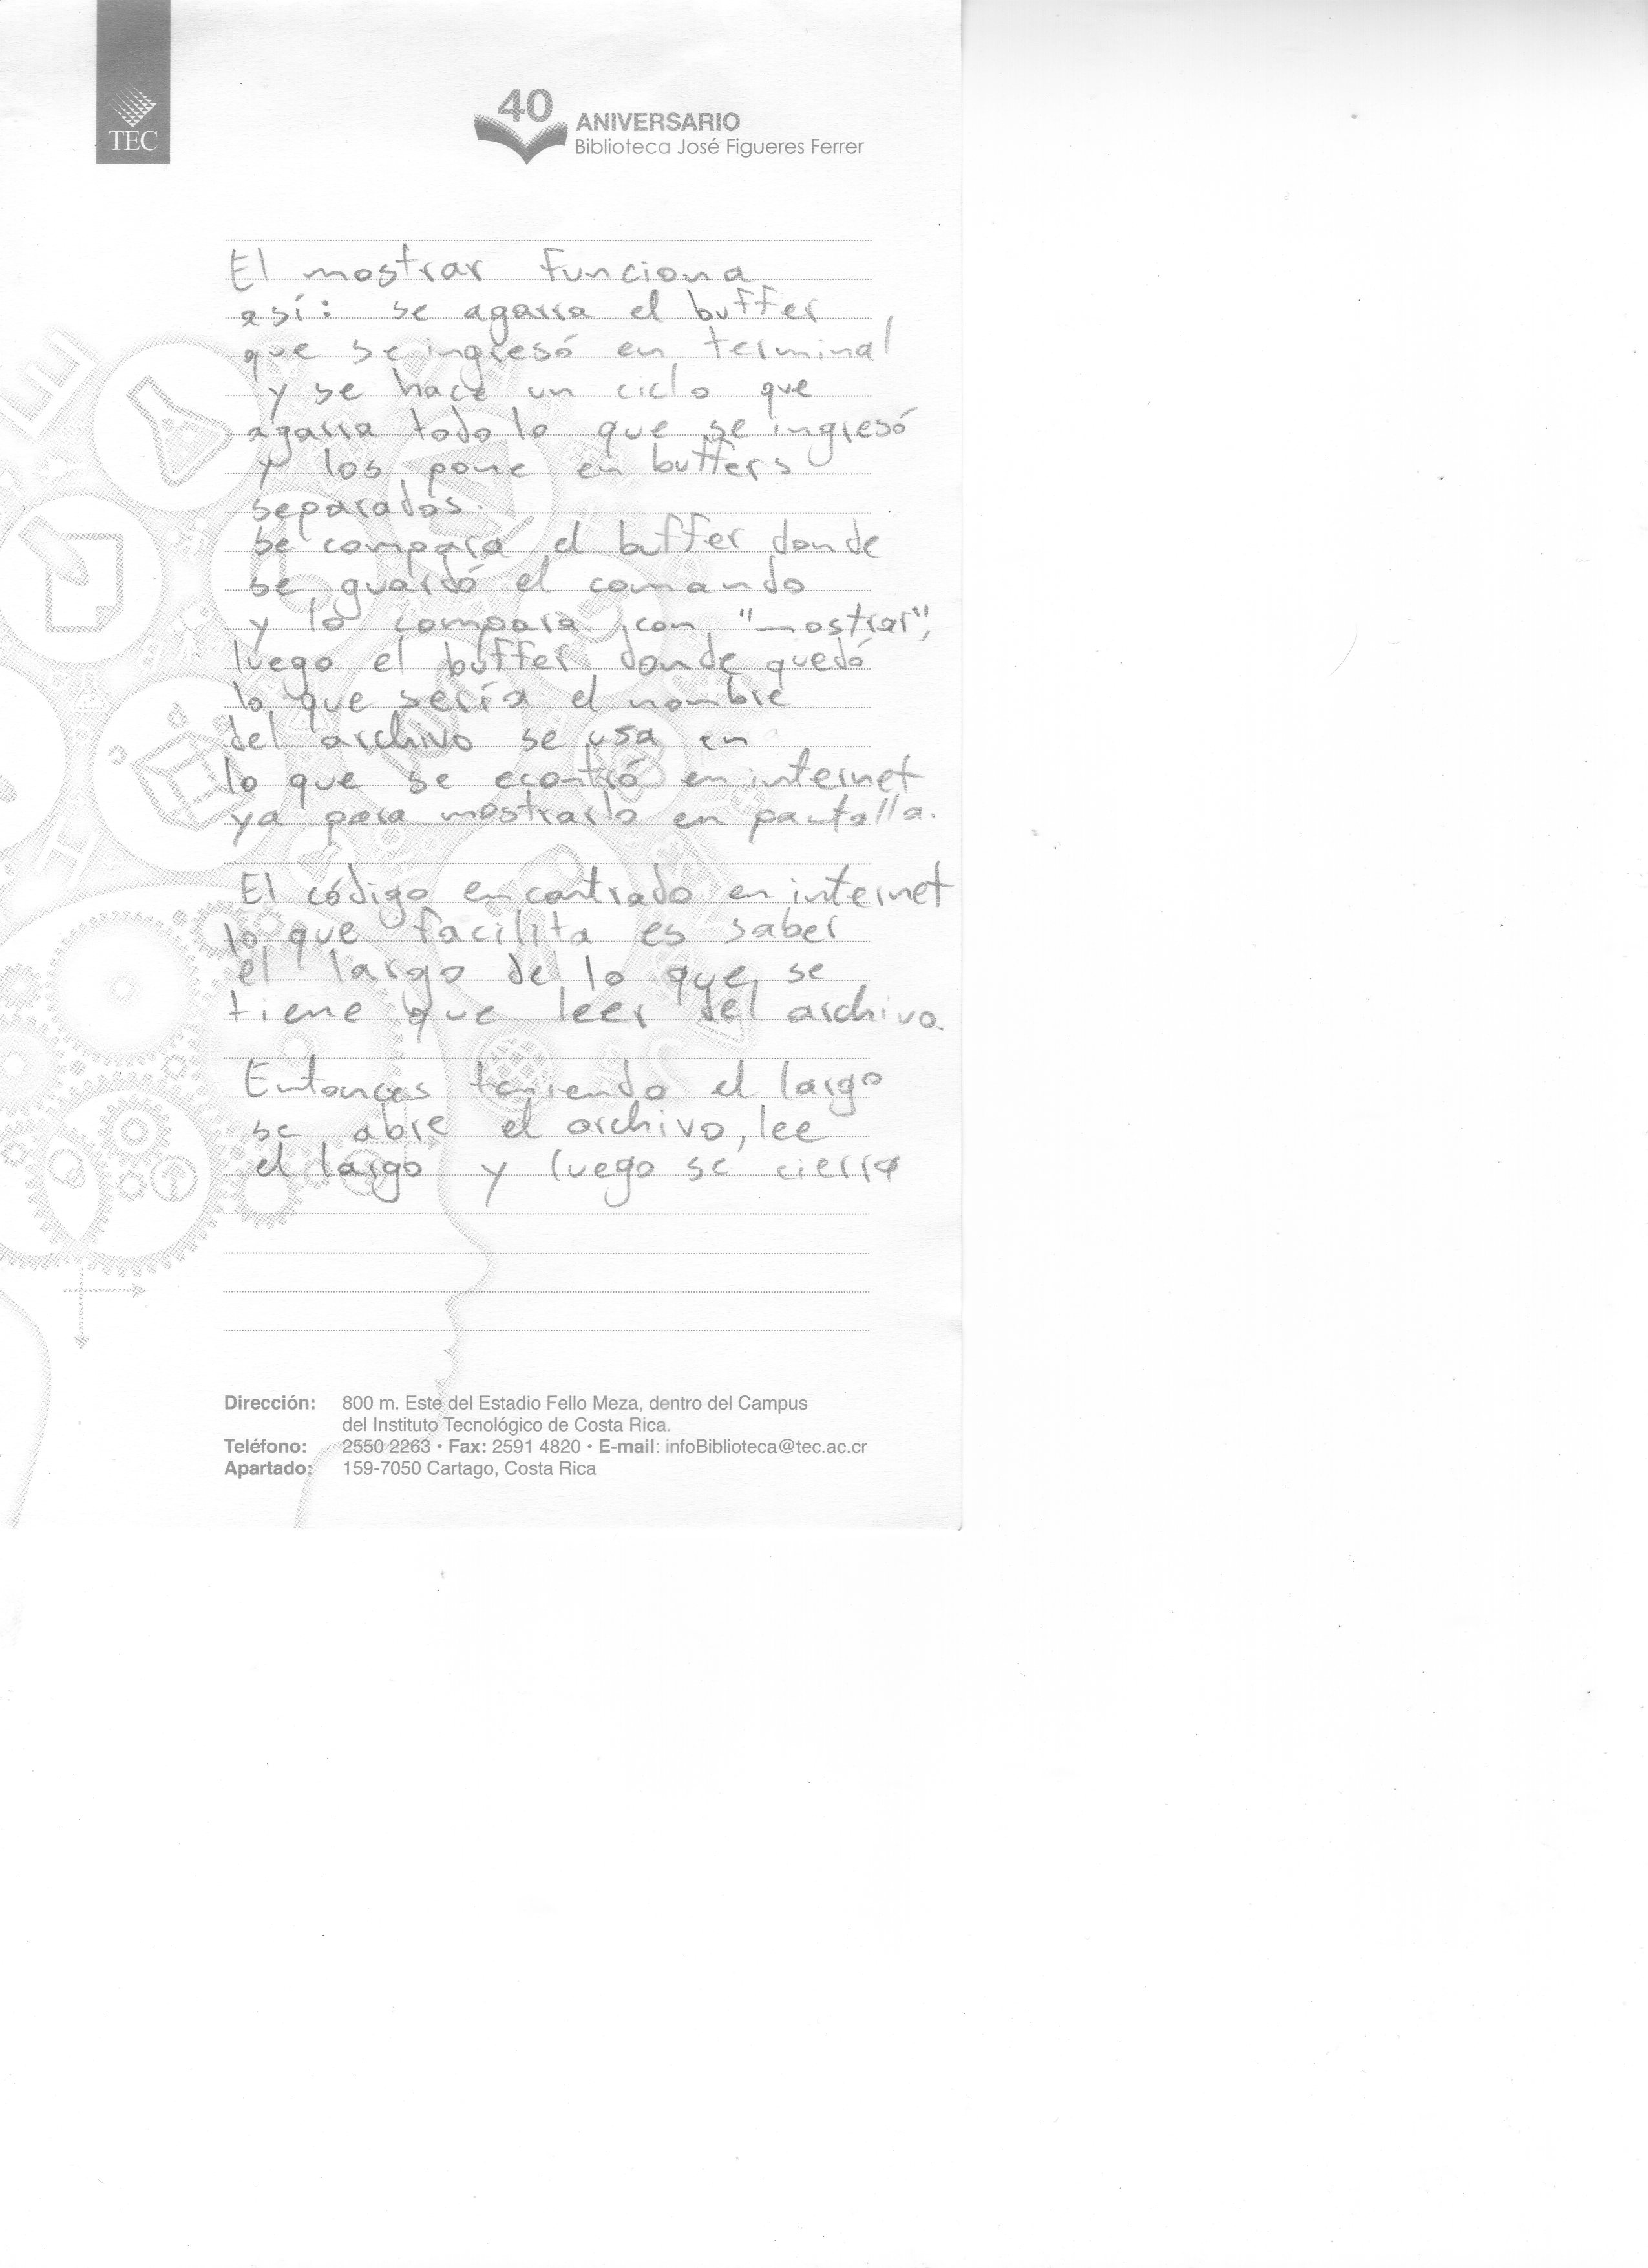 TEC
40
ANIVERSARIO
Biblioteca José Figueres Ferrer
El mostrar funciona
así: se agarra el buffer
que se ingresó en terminal
y se hace un ciclo que
agarra todo lo que se ingresó
y los pone en buffers
separados.
Se compara el buffer donde
se guardó el comando
y lo compara con "mostrar",
luego el buffer donde quedó
lo que sería el nombre
del archivo se usa en
lo que se econtró en internet
ya para mostrarlo en pantalla.
El código encontrado en internet
lo que facilita es saber
el largo de lo que se
tiene que leer del archivo.
Entonces teniendo el largo
se abre el archivo, lee
el largo y luego se cierra
Dirección: 800 m. Este del Estadio Fello Meza, dentro del Campus
del Instituto Tecnológico de Costa Rica.
Teléfono: 2550 2263 • Fax: 2591 4820 • E-mail: infoBiblioteca@tec.ac.cr
Apartado: 159-7050 Cartago, Costa Rica